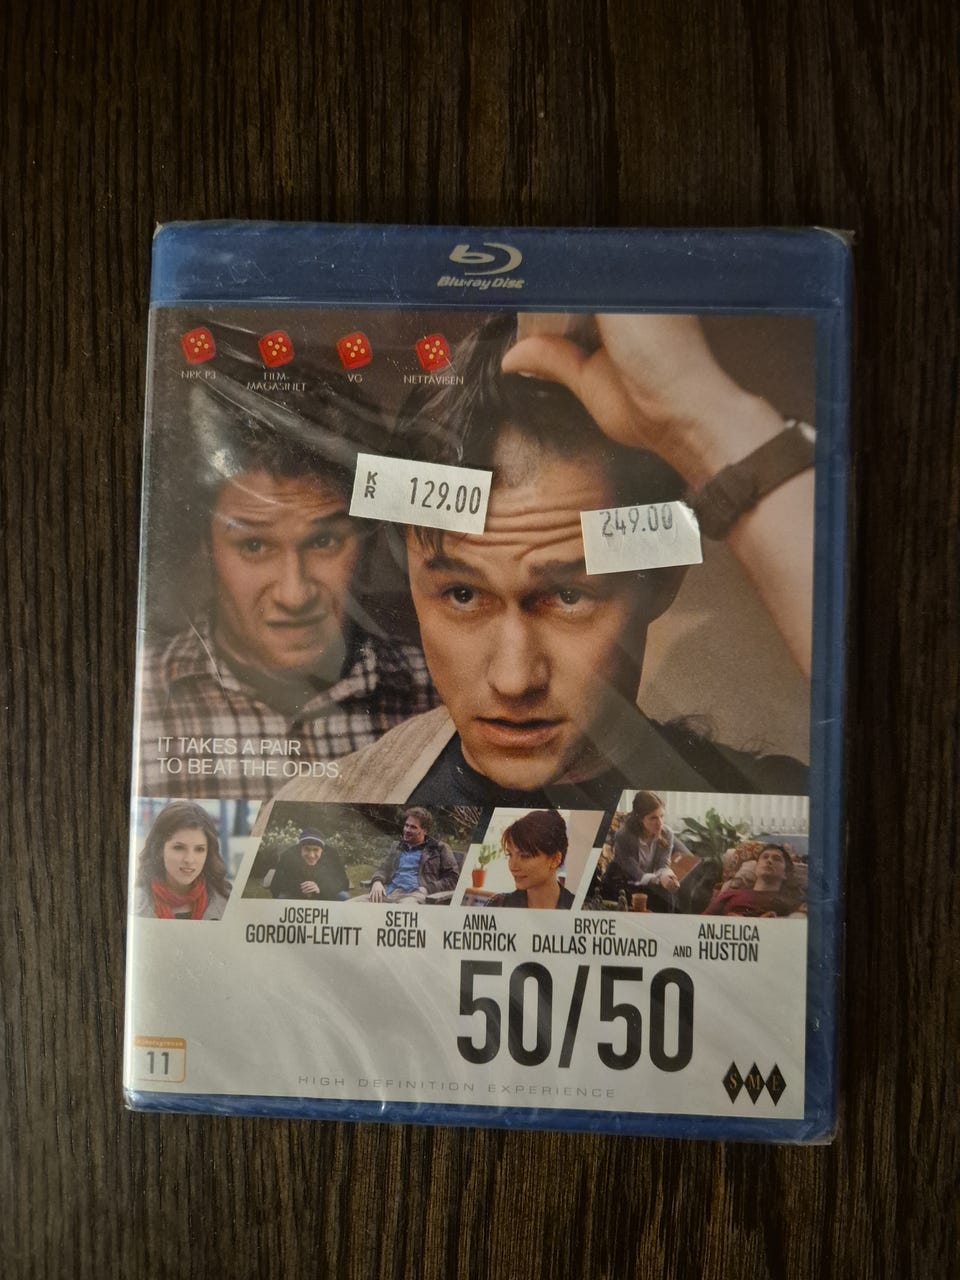 Blu-ray Disc
NRK P3
FILM-
MAGASINET
VG
NETTAVISEN
KR 129.00
249.00
IT TAKES A PAIR
TO BEAT THE ODDS.
JOSEPH
GORDON-LEVITT
SETH
ROGEN
ANNA
KENDRICK
BRYCE
DALLAS HOWARD
AND
ANJELICA
HUSTON
50/50
11
HIGH DEFINITION EXPERIENCE
SME